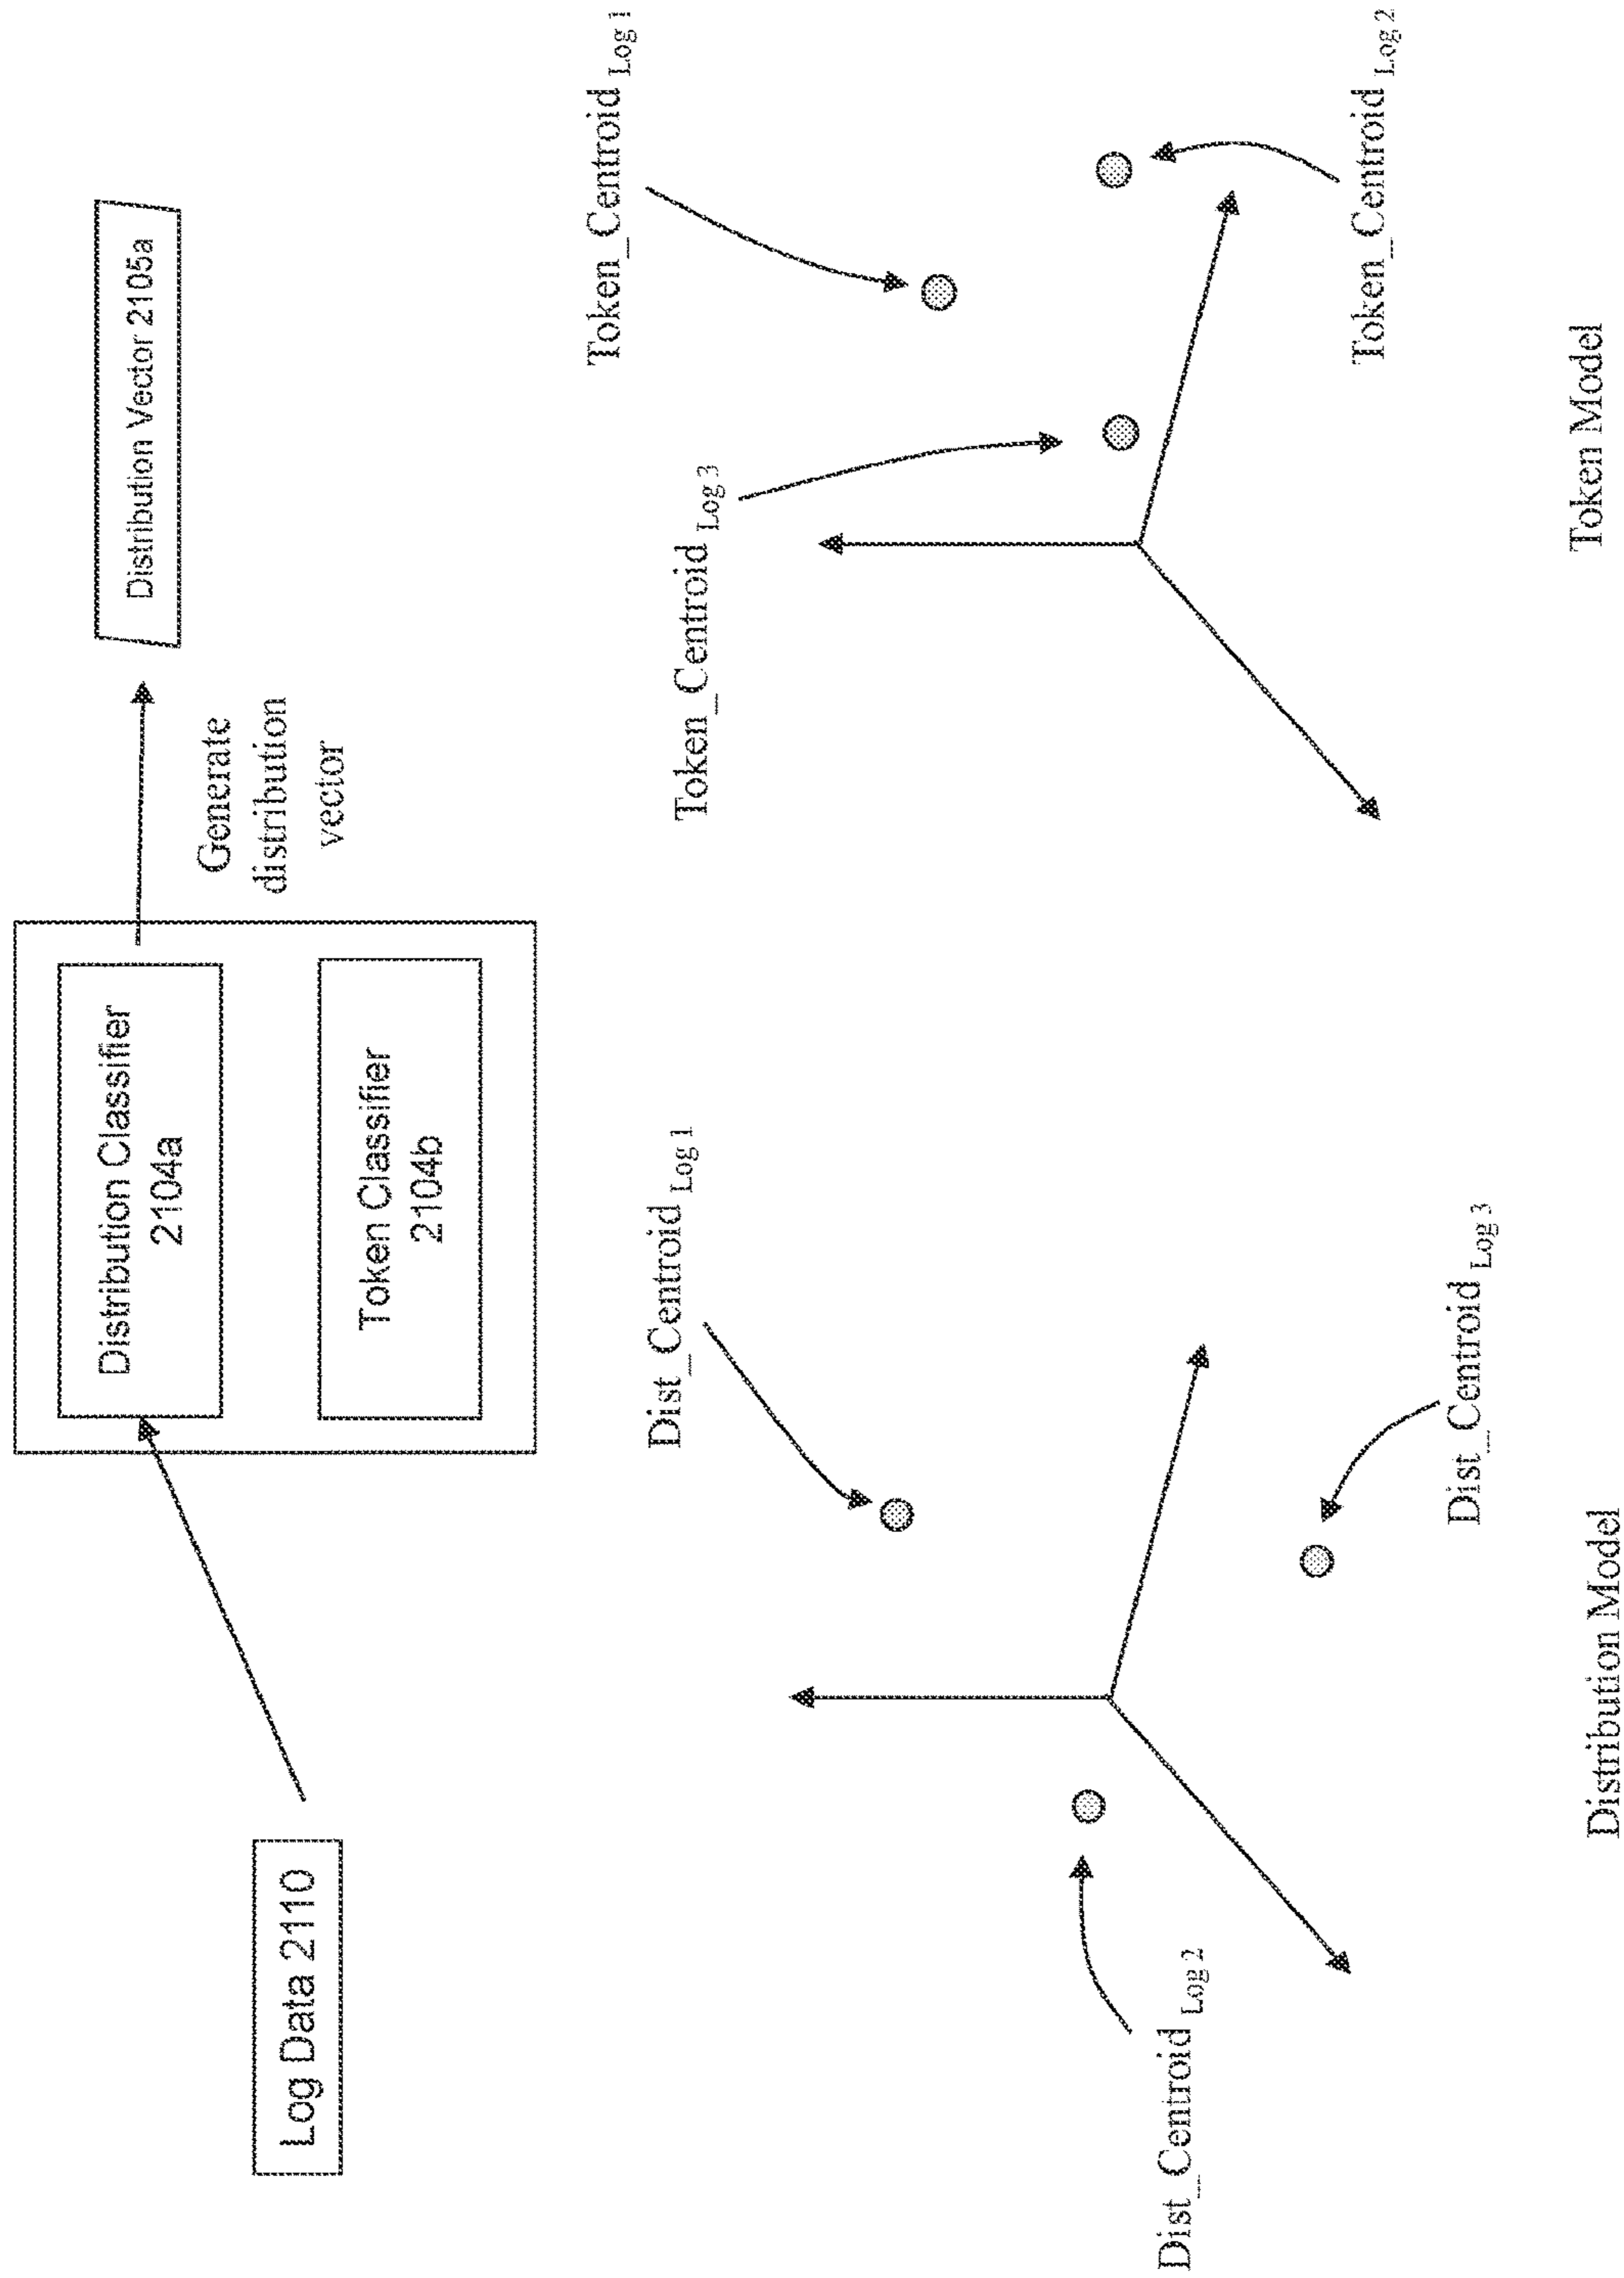 Log Data 2110
Distribution Classifier
2104a
Token Classifier
2104b
Generate
distribution
vector
Distribution Vector 2105a
Dist_Centroid Log 1
Dist_Centroid Log 2
Dist_Centroid Log 3
Distribution Model
Token_Centroid Log 1
Token_Centroid Log 3
Token_Centroid Log 2
Token Model